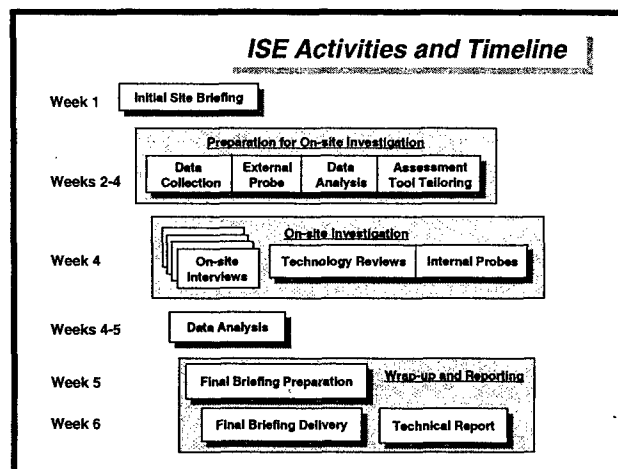 ISE Activities and Timeline
Week 1
Initial Site Briefing
Preparation for On-site Investigation
Weeks 2-4
Data Collection
External Probe
Data Analysis
Assessment Tool Tailoring
On-site Investigation
Week 4
On-site Interviews
Technology Reviews
Internal Probes
Weeks 4-5
Data Analysis
Week 5
Final Briefing Preparation
Wrap-up and Reporting
Week 6
Final Briefing Delivery
Technical Report